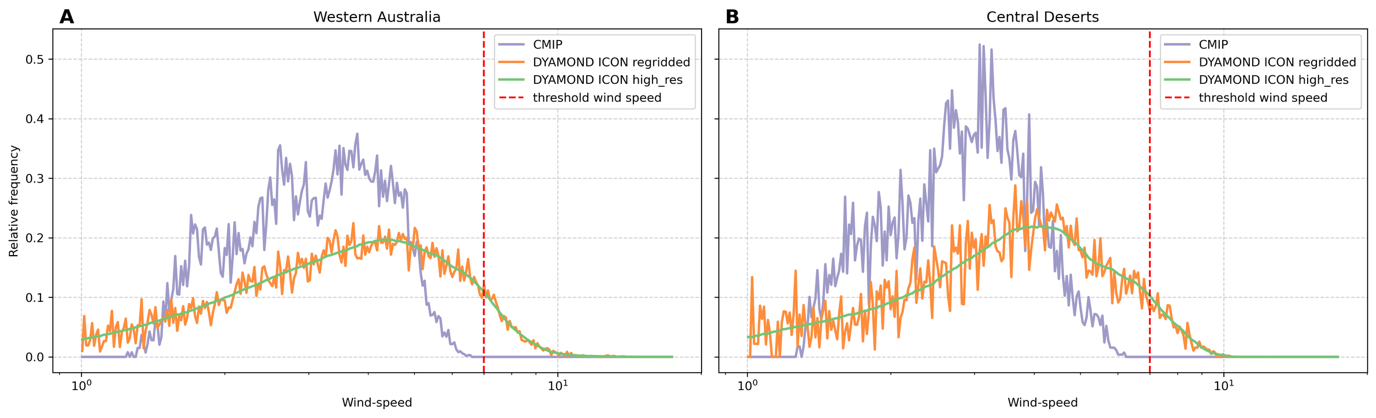 A
Western Australia
CMIP
DYAMOND ICON regridded
DYAMOND ICON high_res
threshold wind speed
Relative frequency
0.5
0.4
0.3
0.2
0.1
0.0
10⁰
10¹
Wind-speed
B
Central Deserts
CMIP
DYAMOND ICON regridded
DYAMOND ICON high_res
threshold wind speed
10⁰
10¹
Wind-speed